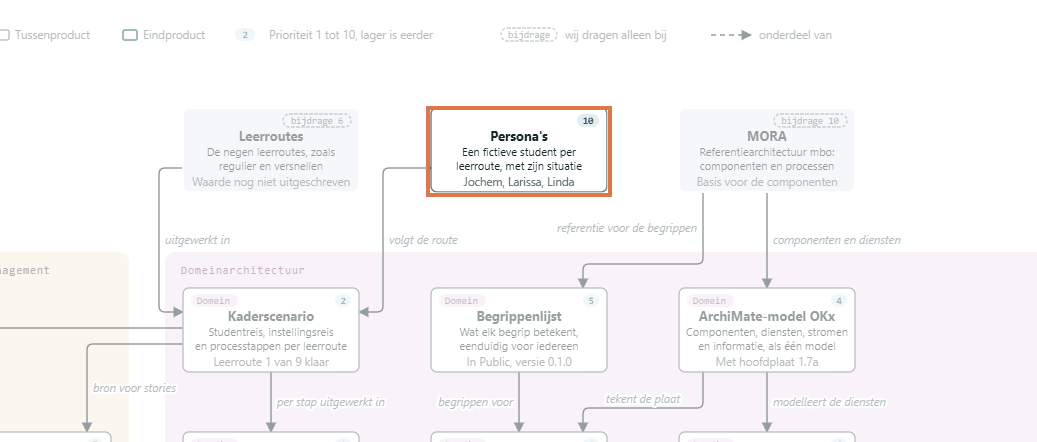 Tussenproduct
Eindproduct
2 Prioriteit 1 tot 10, lager is eerder
bijdrage wij dragen alleen bij
onderdeel van
bijdrage 6
Leerroutes
De negen leerroutes, zoals
regulier en versnellen
Waarde nog niet uitgeschreven
10
Persona's
Een fictieve student per
leerroute, met zijn situatie
Jochem, Larissa, Linda
bijdrage 10
MORA
Referentiearchitectuur mbo:
componenten en processen
Basis voor de componenten
uitgewerkt in
volgt de route
referentie voor de begrippen
componenten en diensten
nagement
Domeinarchitectuur
Domein 2
Kaderscenario
Studentreis, instellingsreis
en processtappen per leerroute
Leerroute 1 van 9 klaar
Domein 5
Begrippenlijst
Wat elk begrip betekent,
eenduidig voor iedereen
In Public, versie 0.1.0
Domein 4
ArchiMate-model OKx
Componenten, diensten, stromen
en informatie, als één model
Met hoofdplaat 1.7a
bron voor stories
per stap uitgewerkt in
begrippen voor
tekent de plaat
modelleert de diensten